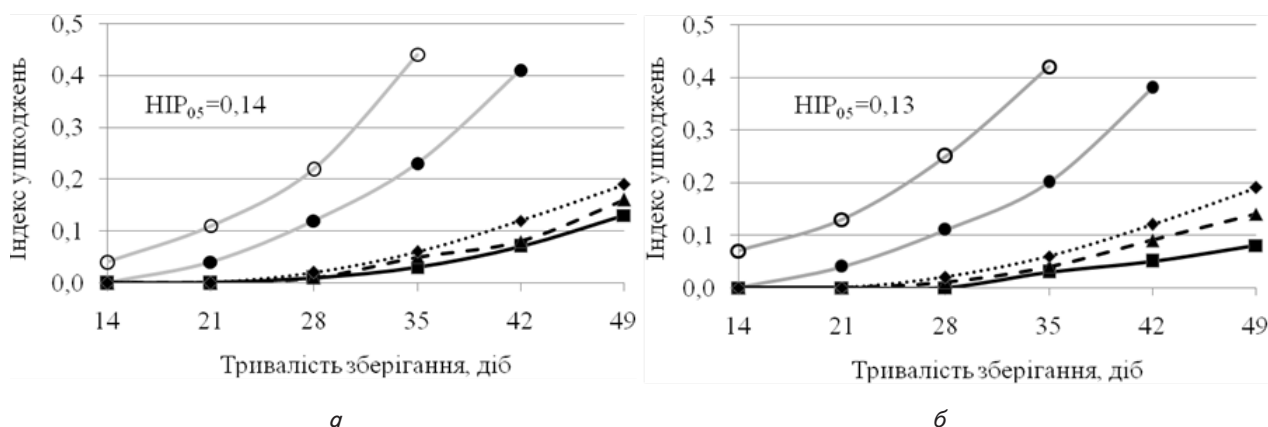 Індекс ушкоджень
0,5
0,4
0,3
0,2
0,1
0,0
НІР₀₅=0,14
14 21 28 35 42 49
Тривалість зберігання, діб
а
Індекс ушкоджень
0,5
0,4
0,3
0,2
0,1
0,0
НІР₀₅=0,13
14 21 28 35 42 49
Тривалість зберігання, діб
б